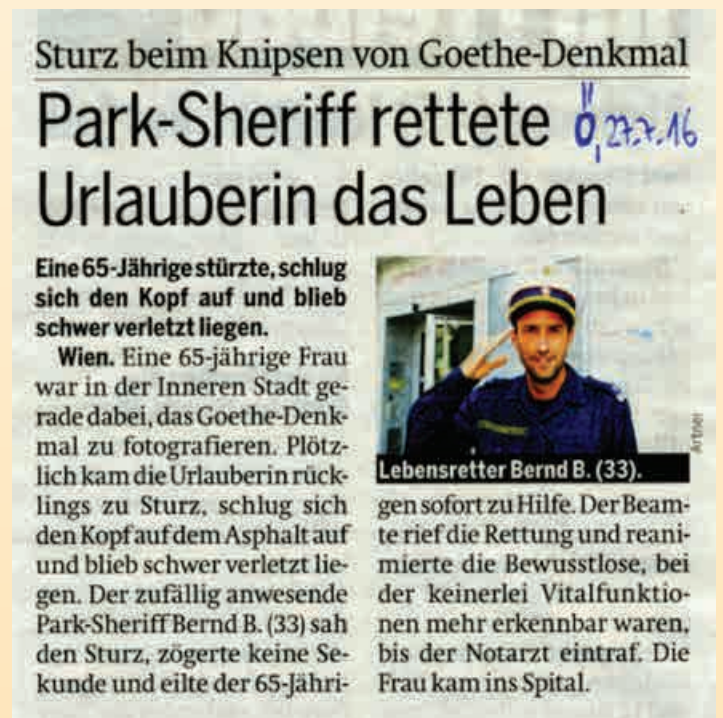 Sturz beim Knipsen von Goethe-Denkmal
Park-Sheriff rettete Ö, 27.7.16
Urlauberin das Leben
Eine 65-Jährige stürzte, schlug
sich den Kopf auf und blieb
schwer verletzt liegen.
Wien. Eine 65-jährige Frau
war in der Inneren Stadt ge-
rade dabei, das Goethe-Denk-
mal zu fotografieren. Plötz-
lich kam die Urlauberin rück-
lings zu Sturz, schlug sich
den Kopf auf dem Asphalt auf
und blieb schwer verletzt lie-
gen. Der zufällig anwesende
Park-Sheriff Bernd B. (33) sah
den Sturz, zögerte keine Se-
kunde und eilte der 65-Jähri-
Artner
Lebensretter Bernd B. (33).
gen sofort zu Hilfe. Der Beam-
te rief die Rettung und reani-
mierte die Bewusstlose, bei
der keinerlei Vitalfunktio-
nen mehr erkennbar waren,
bis der Notarzt eintraf. Die
Frau kam ins Spital.